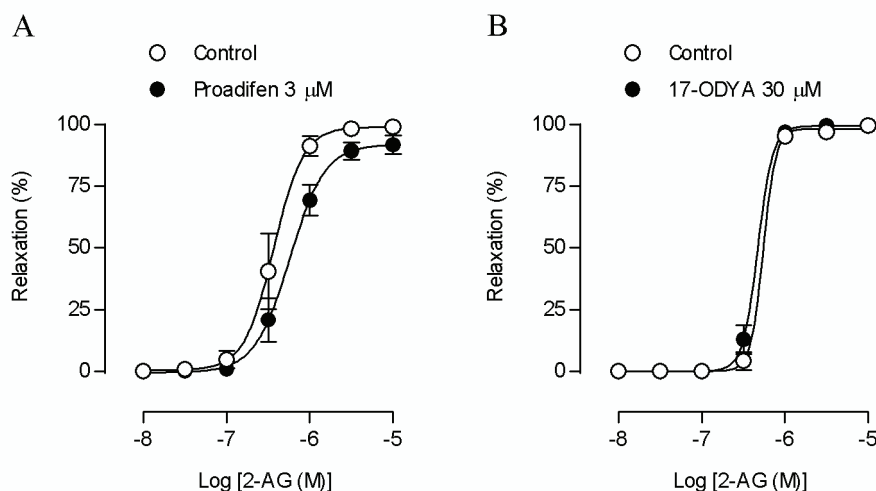 A
Control
Proadifen 3 μM
100
75
50
25
0
Relaxation (%)
-8 -7 -6 -5
Log [2-AG (M)]
B
Control
17-ODYA 30 μM
100
75
50
25
0
Relaxation (%)
-8 -7 -6 -5
Log [2-AG (M)]